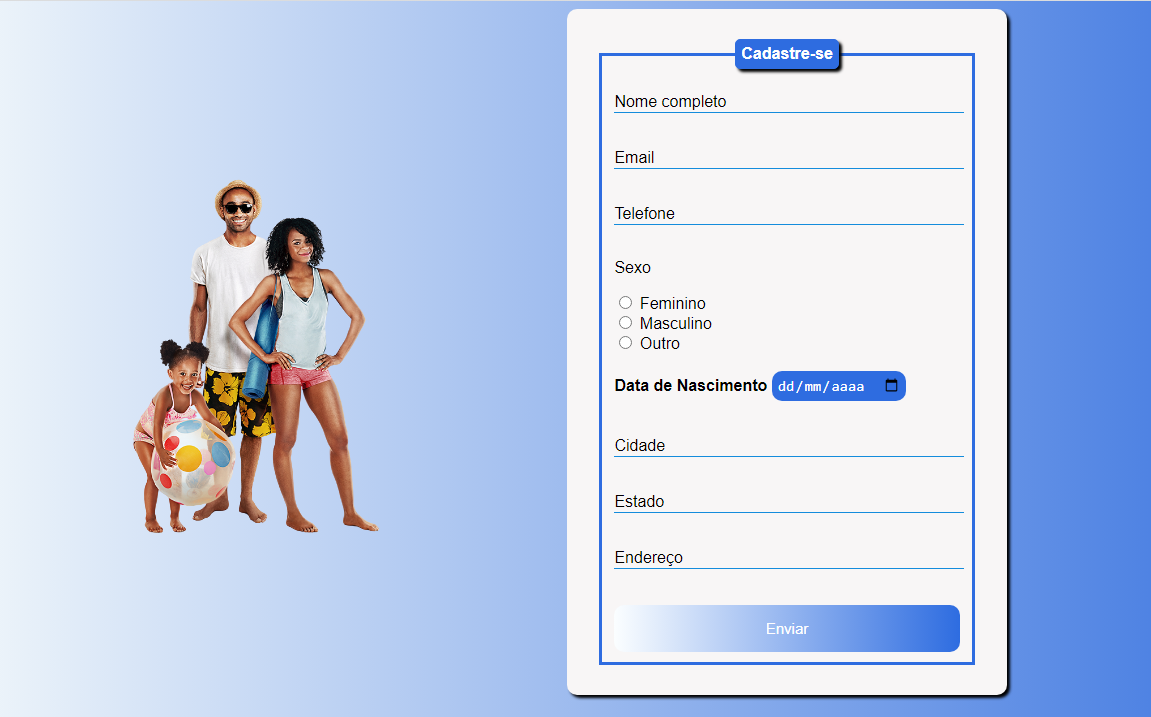 Cadastre-se
Nome completo
Email
Telefone
Sexo
Feminino
Masculino
Outro
Data de Nascimento dd/mm/aaaa
Cidade
Estado
Endereço
Enviar